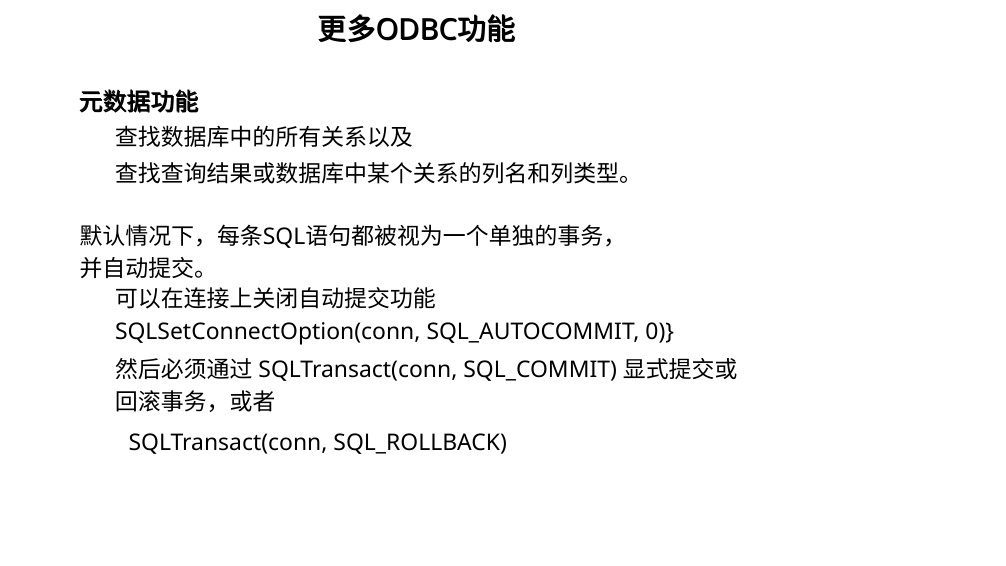 更多ODBC功能
元数据功能
查找数据库中的所有关系以及
查找查询结果或数据库中某个关系的列名和列类型。
默认情况下，每条SQL语句都被视为一个单独的事务，
并自动提交。
可以在连接上关闭自动提交功能
SQLSetConnectOption(conn, SQL_AUTOCOMMIT, 0)}
然后必须通过 SQLTransact(conn, SQL_COMMIT) 显式提交或
回滚事务，或者
SQLTransact(conn, SQL_ROLLBACK)